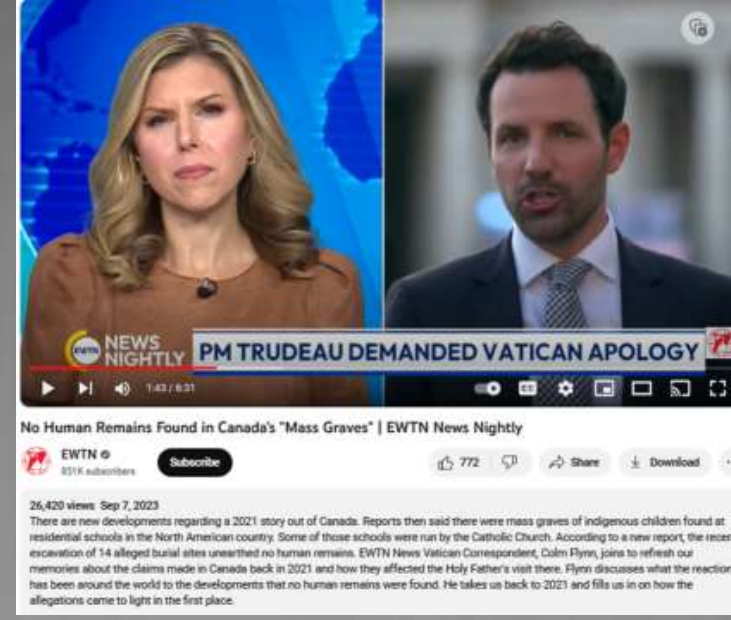 EWTN NEWS
NIGHTLY
PM TRUDEAU DEMANDED VATICAN APOLOGY
1:43 / 6:31
CC
No Human Remains Found in Canada's "Mass Graves" | EWTN News Nightly
EWTN
subscribers
Subscribe
772
Share
Download
26,420 views Sep 7, 2023
There are new developments regarding a 2021 story out of Canada. Reports then said there were mass graves of indigenous children found at
residential schools in the North American country. Some of those schools were run by the Catholic Church. According to a new report, the recen
excavation of 14 alleged burial sites unearthed no human remains. EWTN News Vatican Correspondent, Colm Flynn, joins to refresh our
memories about the claims made in Canada back in 2021 and how they affected the Holy Father's visit there. Flynn discusses what the reaction
has been around the world to the developments that no human remains were found. He takes us back to 2021 and fills us in on how the
allegations came to light in the first place.